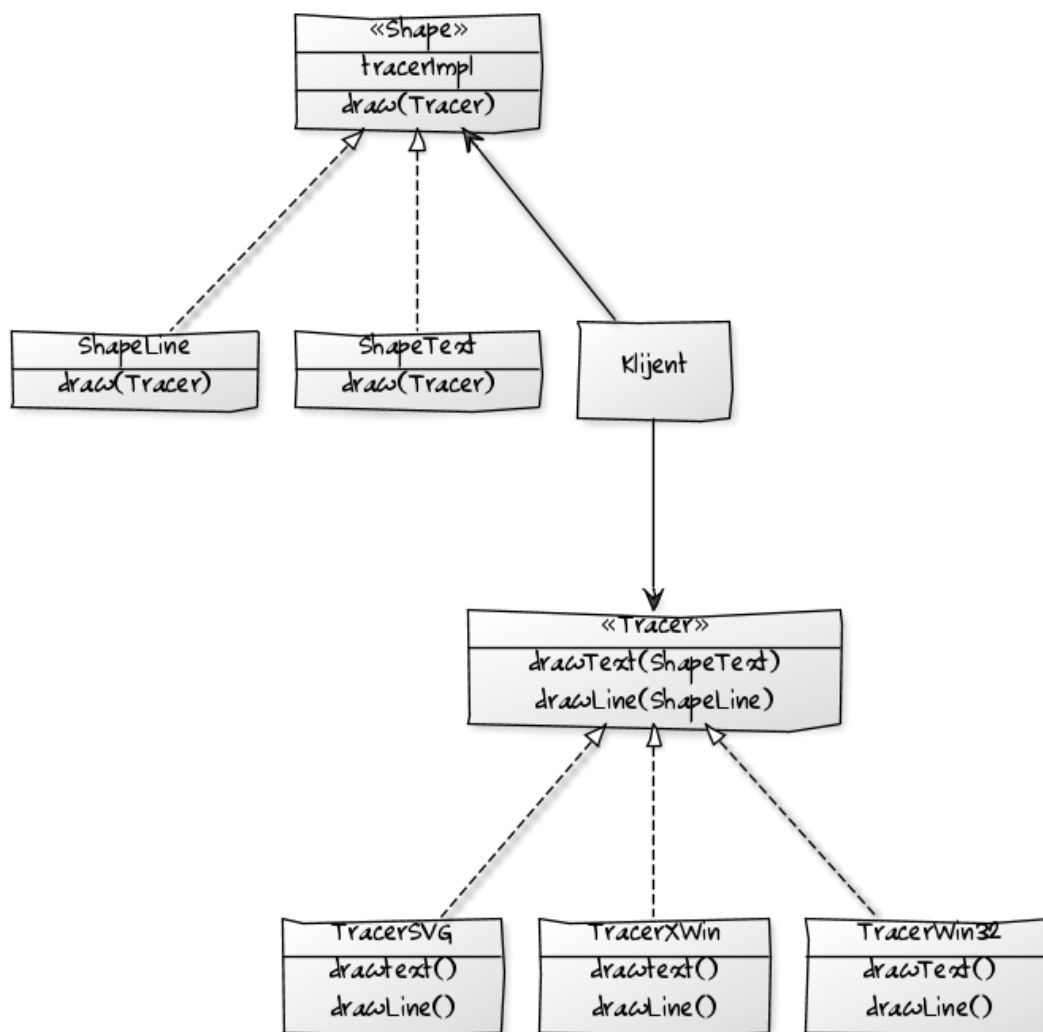 «Shape»
tracerImpl
draw(Tracer)
ShapeLine
draw(Tracer)
ShapeText
draw(Tracer)
Klijent
«Tracer»
drawText(ShapeText)
drawLine(ShapeLine)
TracerSVG
drawtext()
drawLine()
TracerXWin
drawtext()
drawLine()
TracerWin32
drawText()
drawLine()